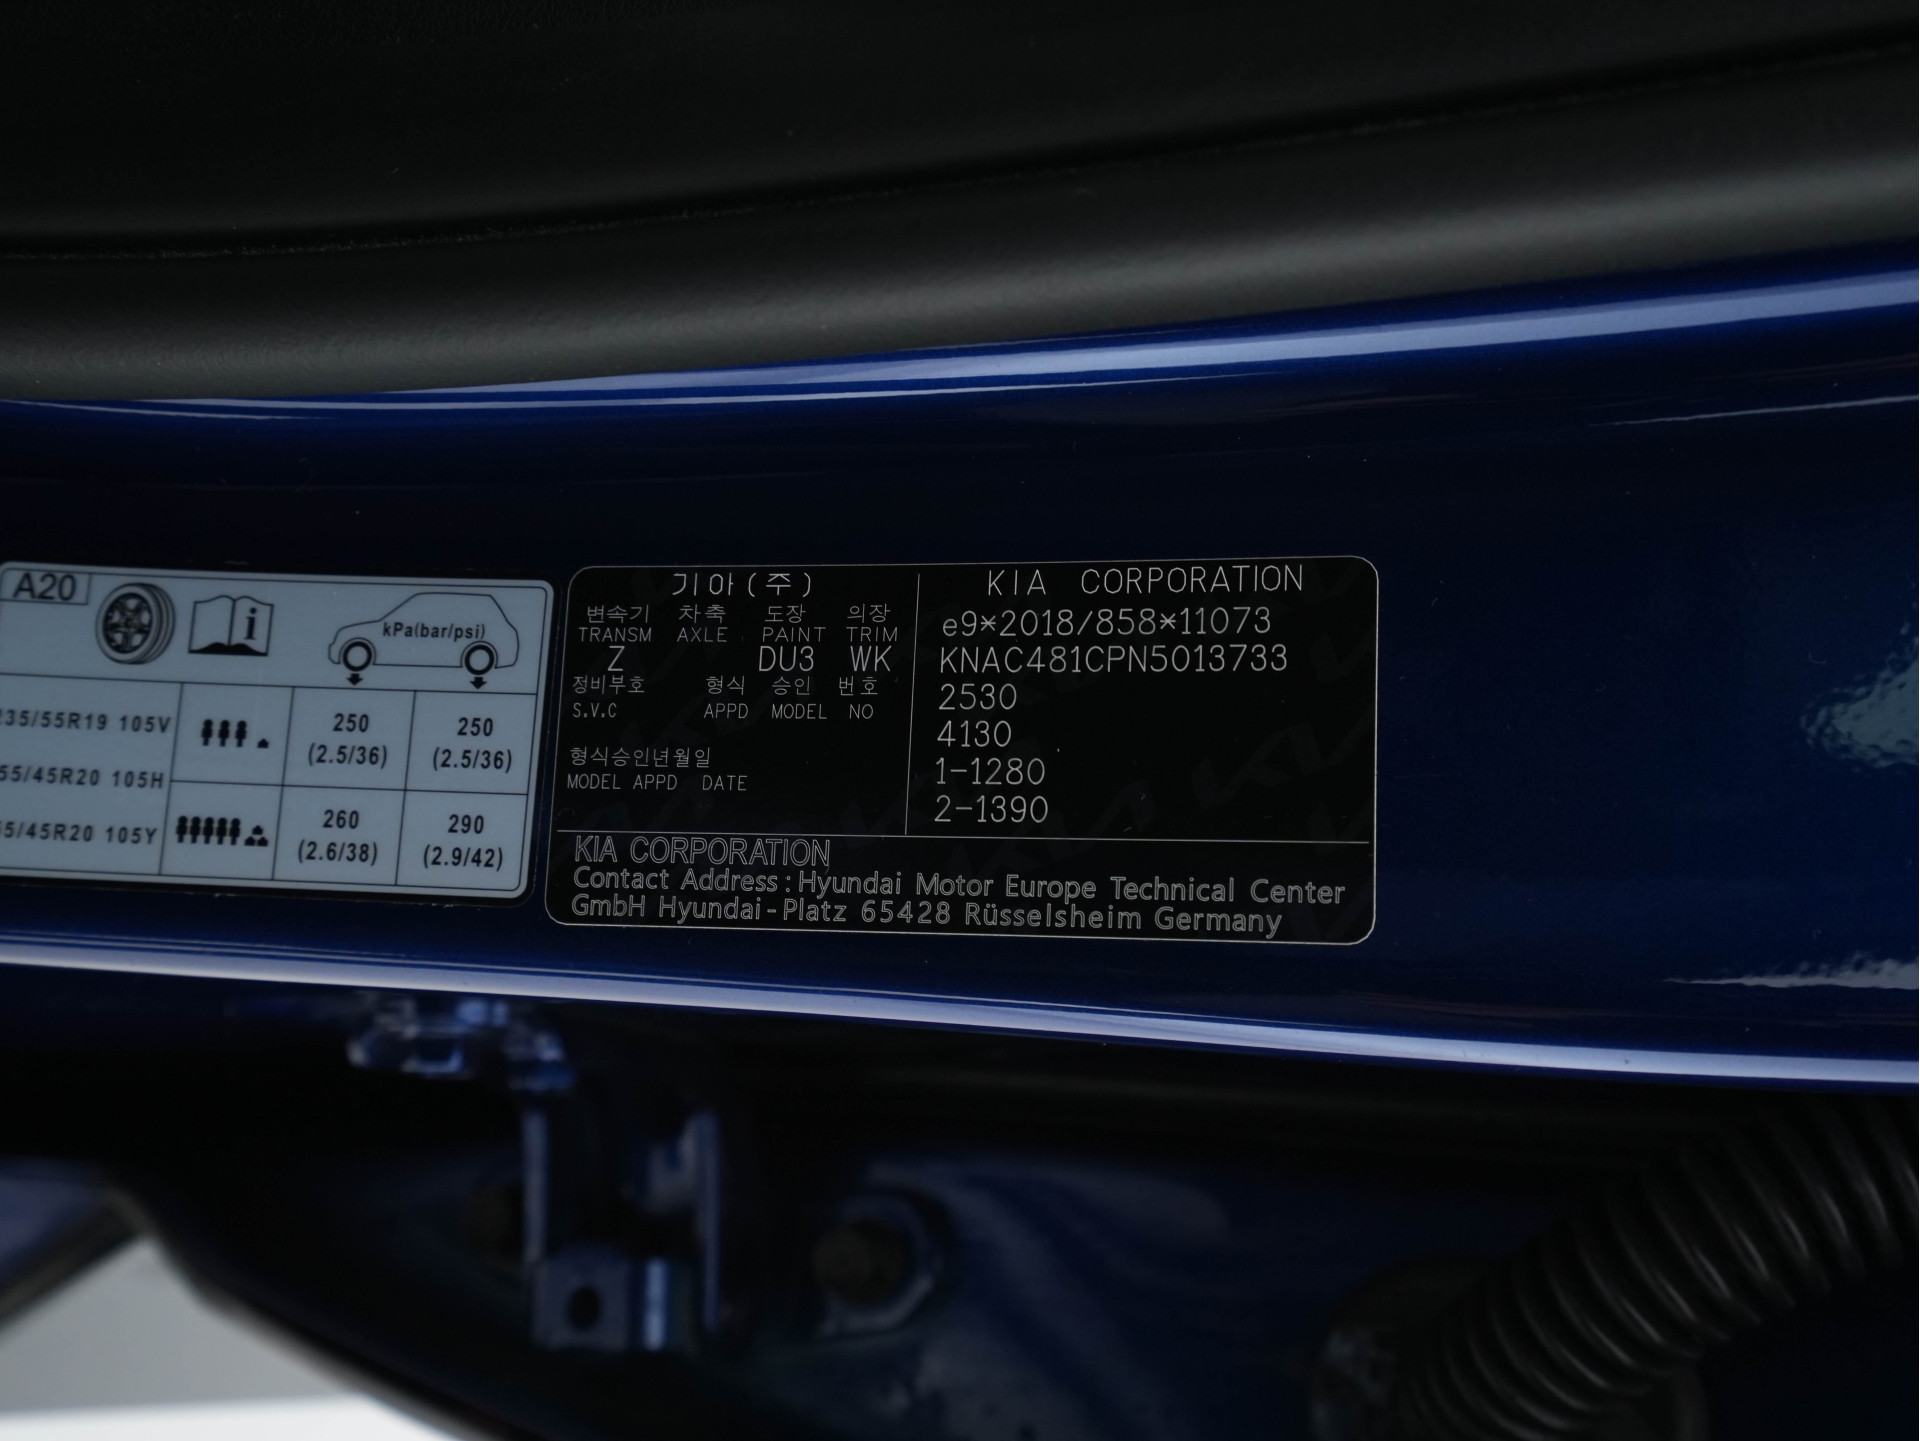 A20
kPa(bar/psi)
235/55R19 105V
250
(2.5/36)
250
(2.5/36)
55/45R20 105H
55/45R20 105Y
260
(2.6/38)
290
(2.9/42)
기아(주)
변속기 차축 도장 의장
TRANSM AXLE PAINT TRIM
Z DU3 WK
정비부호 형식 승인 번호
S.V.C APPD MODEL NO
형식승인년월일
MODEL APPD DATE
KIA CORPORATION
e9*2018/858*11073
KNAC481CPN5013733
2530
4130
1-1280
2-1390
KIA CORPORATION
Contact Address : Hyundai Motor Europe Technical Center
GmbH Hyundai-Platz 65428 Rüsselsheim Germany